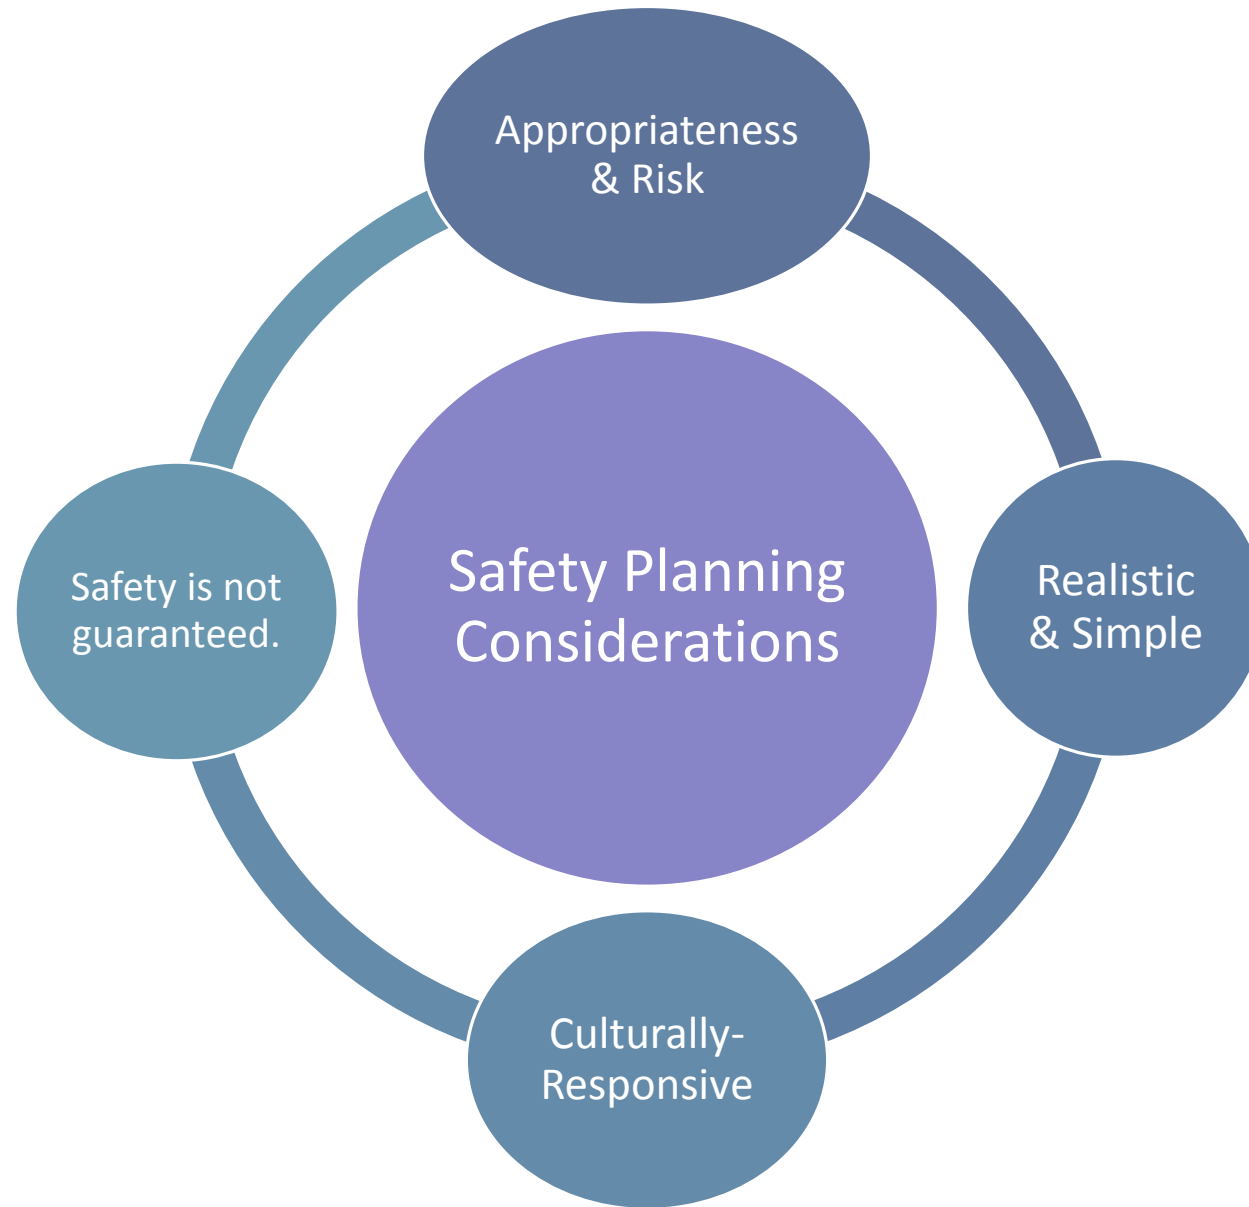 Appropriateness
& Risk
Safety Planning
Considerations
Realistic
& Simple
Safety is not
guaranteed.
Culturally-
Responsive